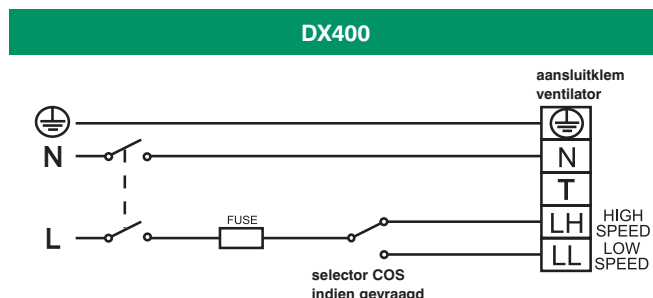 DX400
aansluitklem
ventilator
N
N
T
L
FUSE
LH
HIGH
SPEED
LL
LOW
SPEED
selector COS
indien gevraagd